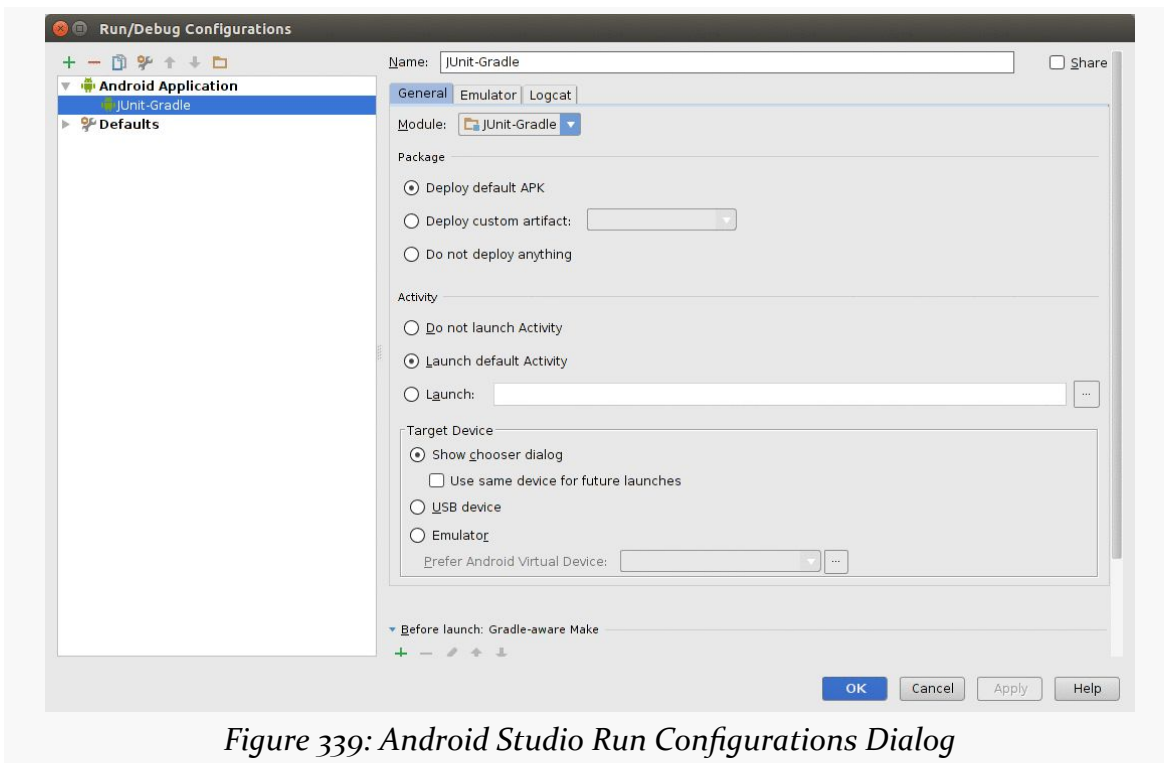 Run/Debug Configurations
Android Application
JUnit-Gradle
Defaults
Name: JUnit-Gradle
Share
General Emulator Logcat
Module: JUnit-Gradle
Package
Deploy default APK
Deploy custom artifact:
Do not deploy anything
Activity
Do not launch Activity
Launch default Activity
Launch: ...
Target Device
Show chooser dialog
Use same device for future launches
USB device
Emulator
Prefer Android Virtual Device: ...
Before launch: Gradle-aware Make
OK Cancel Apply Help
Figure 339: Android Studio Run Configurations Dialog